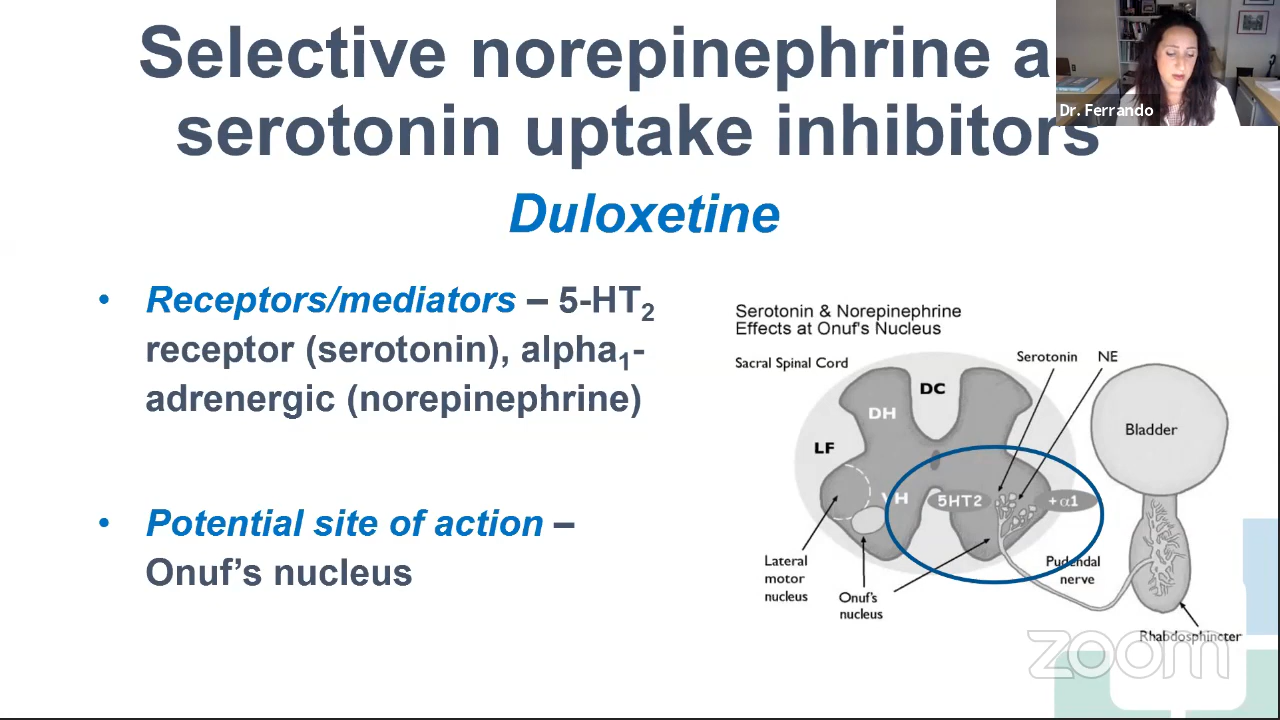 Selective norepinephrine a
serotonin uptake inhibitors
Duloxetine
• Receptors/mediators – 5-HT2
receptor (serotonin), alpha1-
adrenergic (norepinephrine)
• Potential site of action –
Onuf's nucleus
Dr. Ferrando
Serotonin & Norepinephrine
Effects at Onuf's Nucleus
Sacral Spinal Cord
Serotonin
NE
DC
DH
LF
VH
5HT2
+α1
Bladder
Lateral
motor
nucleus
Onuf's
nucleus
Pudendal
nerve
Rhabdosphincter
zoom